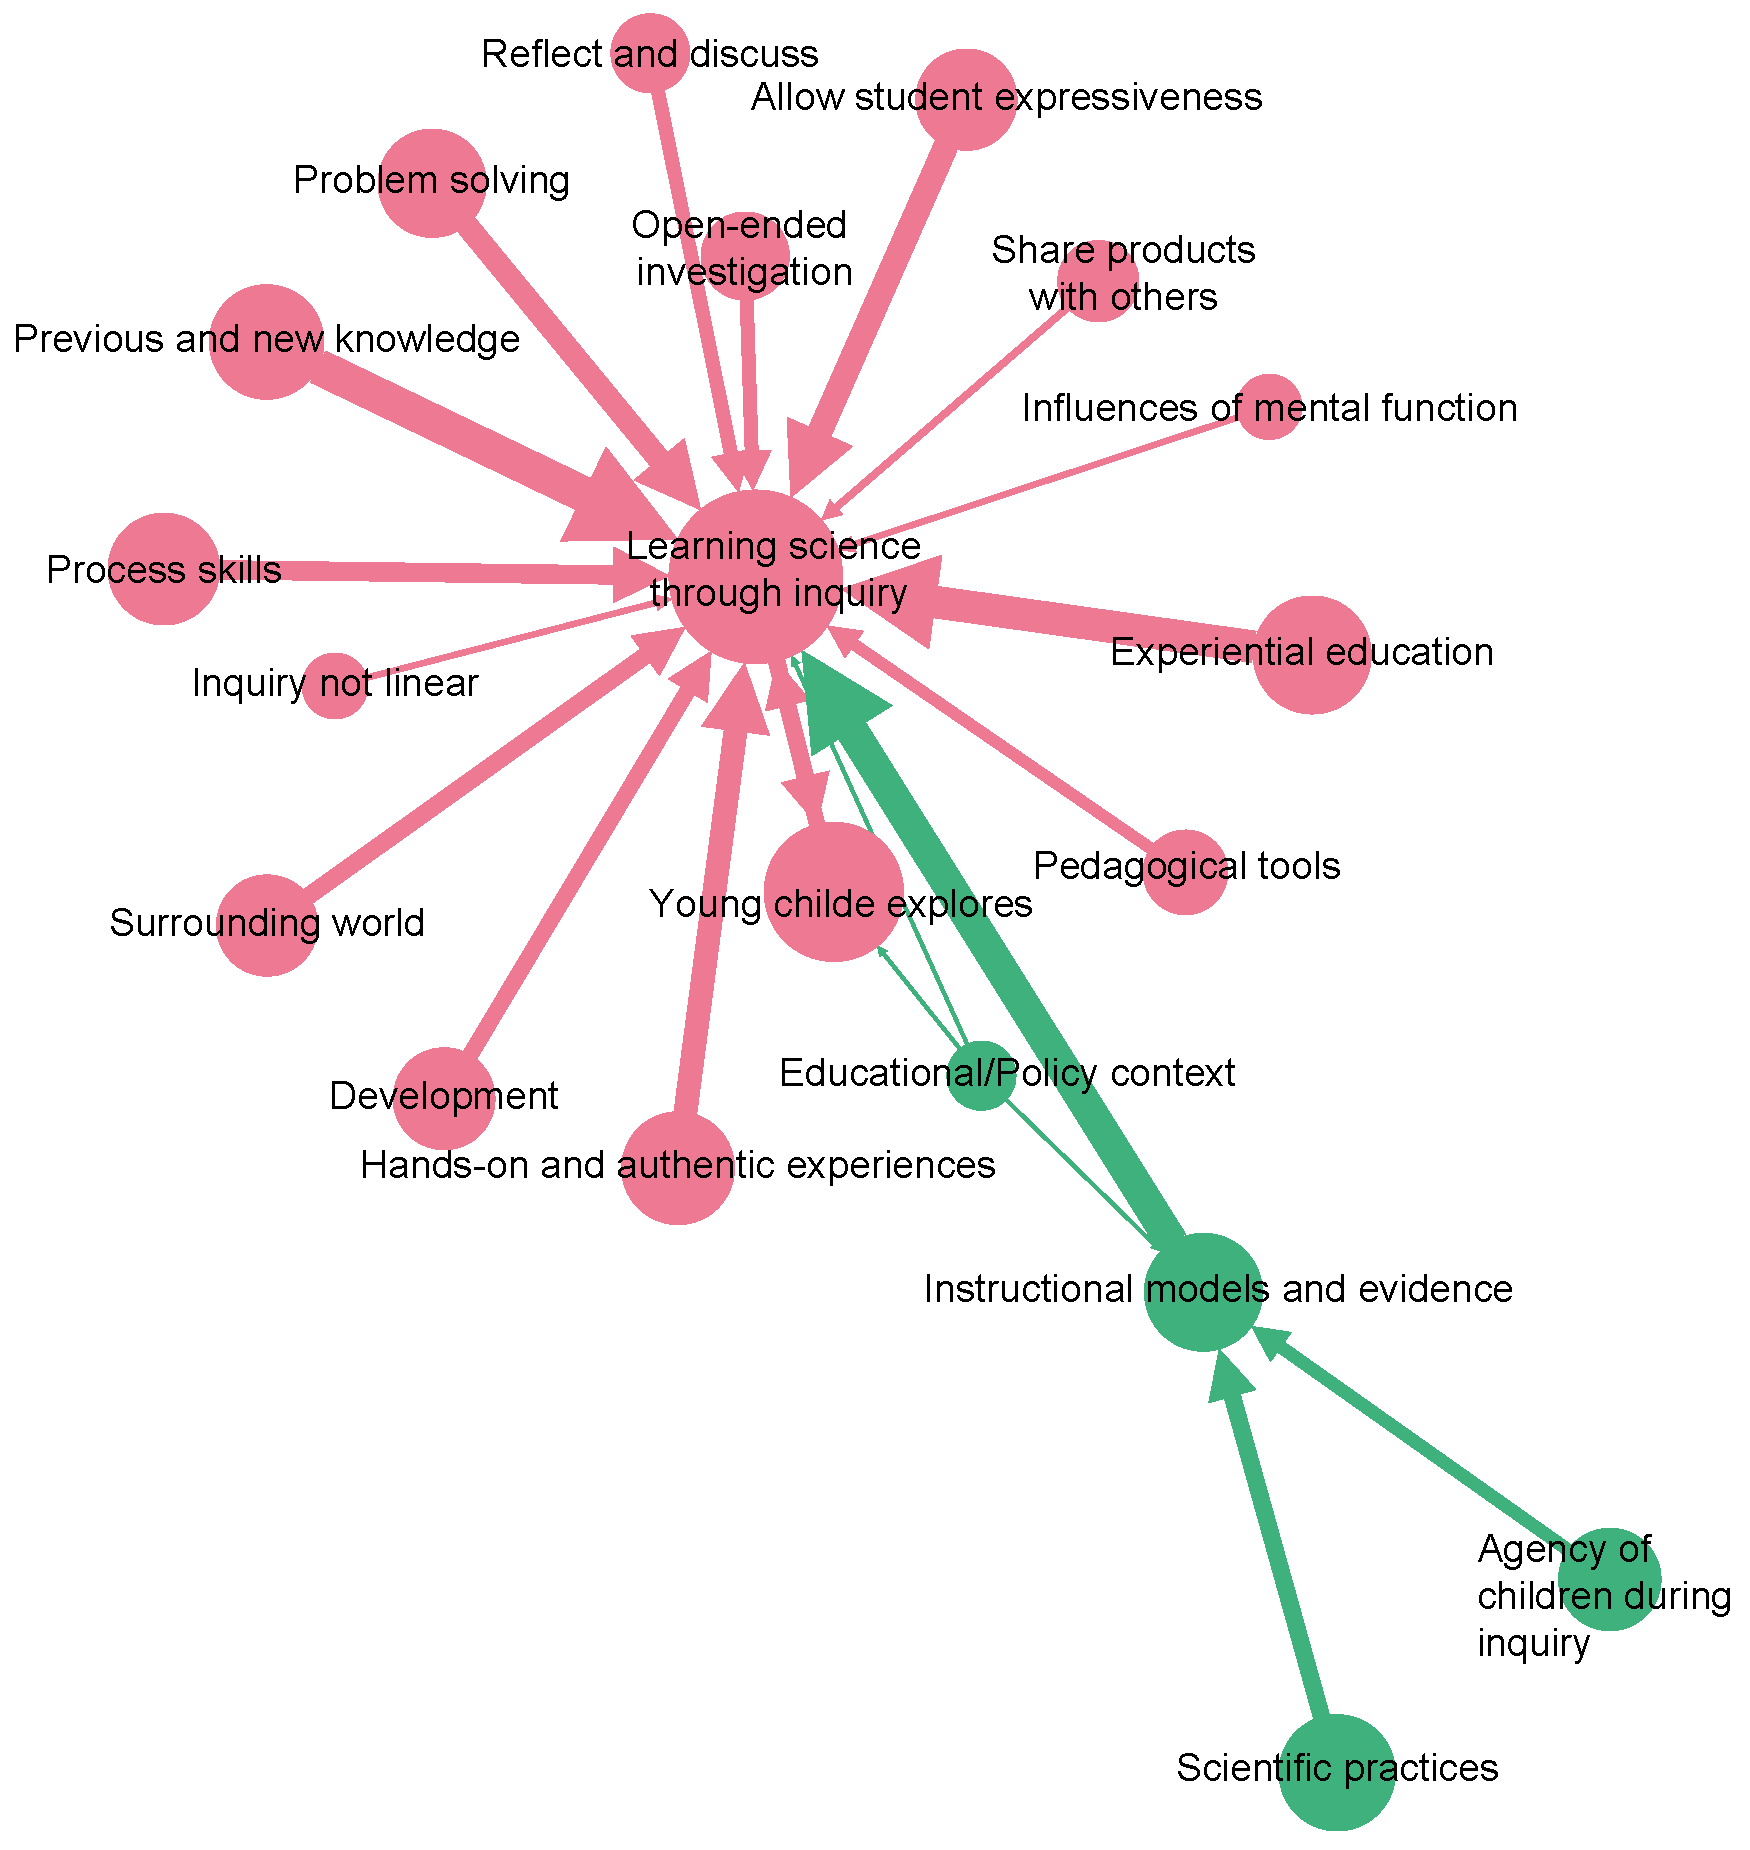 Reflect and discuss
Allow student expressiveness
Problem solving
Open-ended
investigation
Share products
with others
Previous and new knowledge
Influences of mental function
Learning science
through inquiry
Process skills
Experiential education
Inquiry not linear
Pedagogical tools
Young childe explores
Surrounding world
Educational/Policy context
Development
Hands-on and authentic experiences
Instructional models and evidence
Agency of
children during
inquiry
Scientific practices